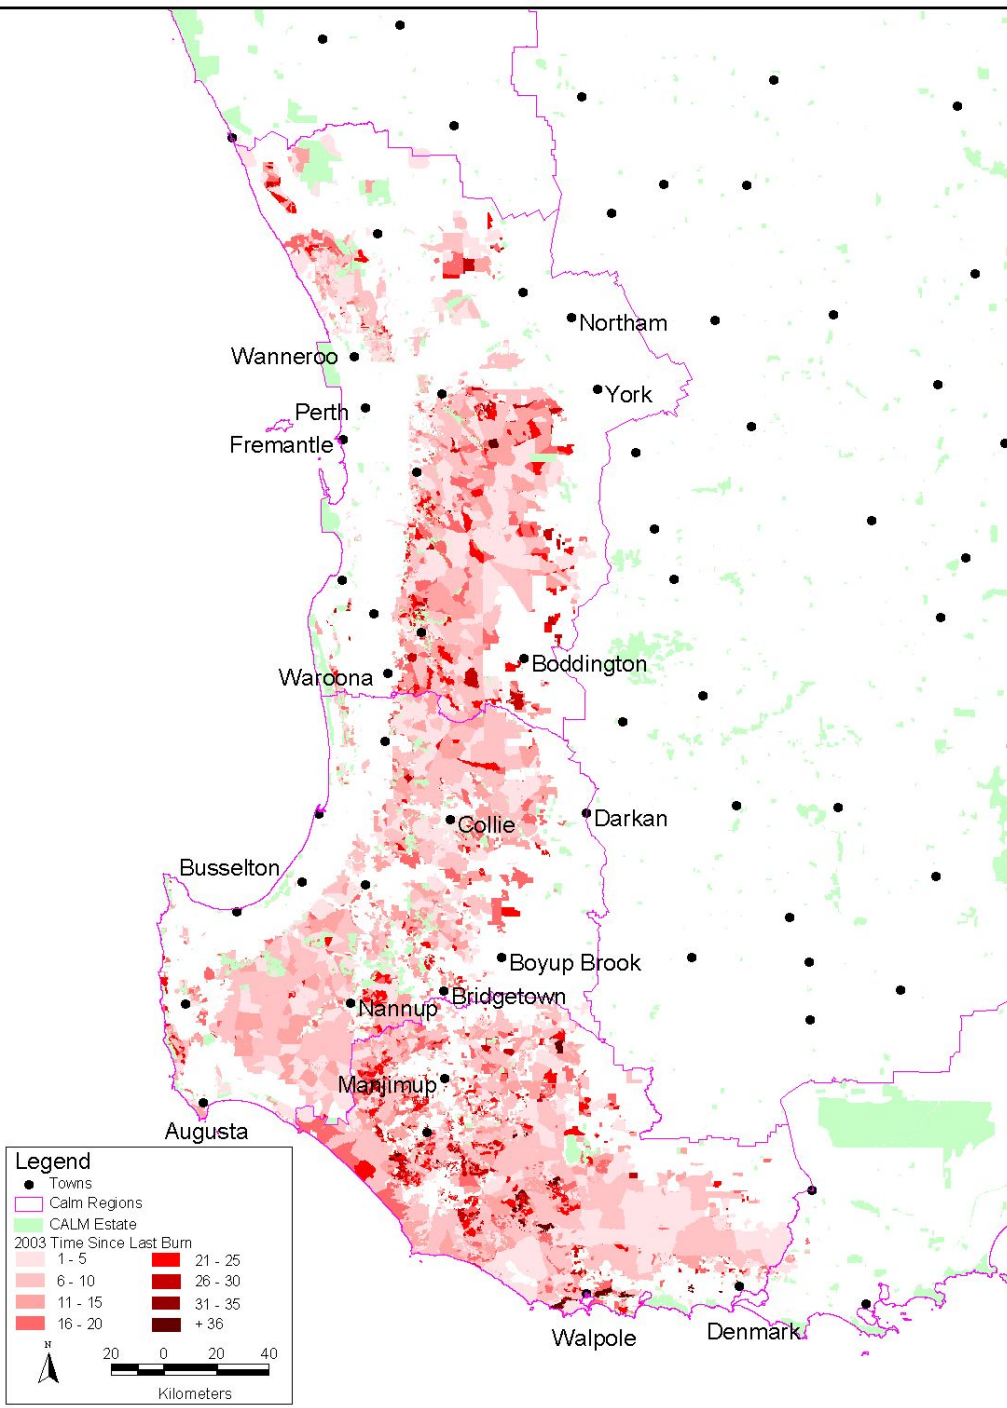 Northam
Wanneroo
York
Perth
Fremantle
Boddington
Waroona
Collie
Darkan
Busselton
Boyup Brook
Bridgetown
Nannup
Manjimup
Augusta
Walpole
Denmark
Legend
Towns
Calm Regions
CALM Estate
2003 Time Since Last Burn
1 - 5 21 - 25
6 - 10 26 - 30
11 - 15 31 - 35
16 - 20 + 36
N
20 0 20 40
Kilometers